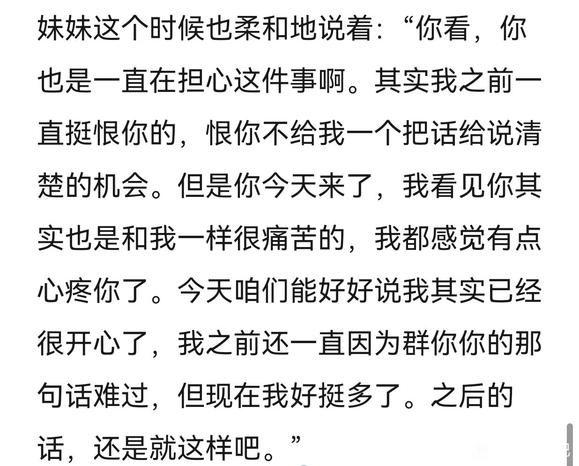 妹妹这个时候也柔和地说着：“你看，你
也是一直在担心这件事啊。其实我之前一
直挺恨你的，恨你不给我一个把话给说清
楚的机会。但是你今天来了，我看见你其
实也是和我一样很痛苦的，我都感觉有点
心疼你了。今天咱们能好好说我其实已经
很开心了，我之前还一直因为群你你的那
句话难过，但现在我好挺多了。之后的
话，还是就这样吧。”